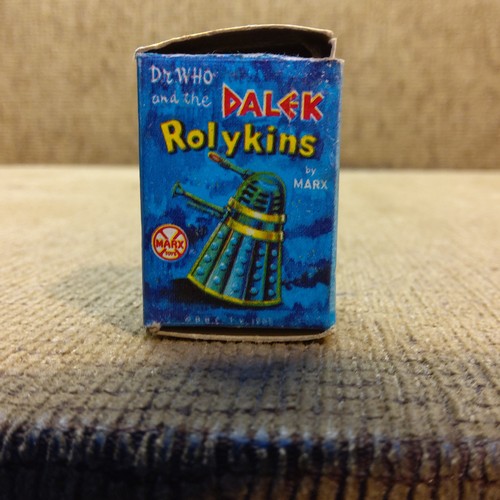 Dr. WHO
and the DALEK
Rolykins
by
MARX
MARX
TOYS